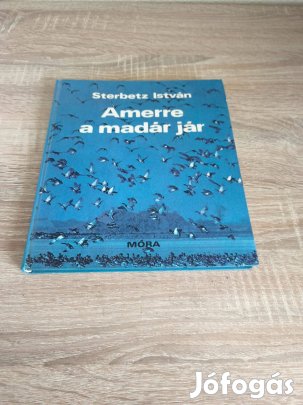 Sterbetz István
Amerre
a madár jár
MÓRA
Jófogás